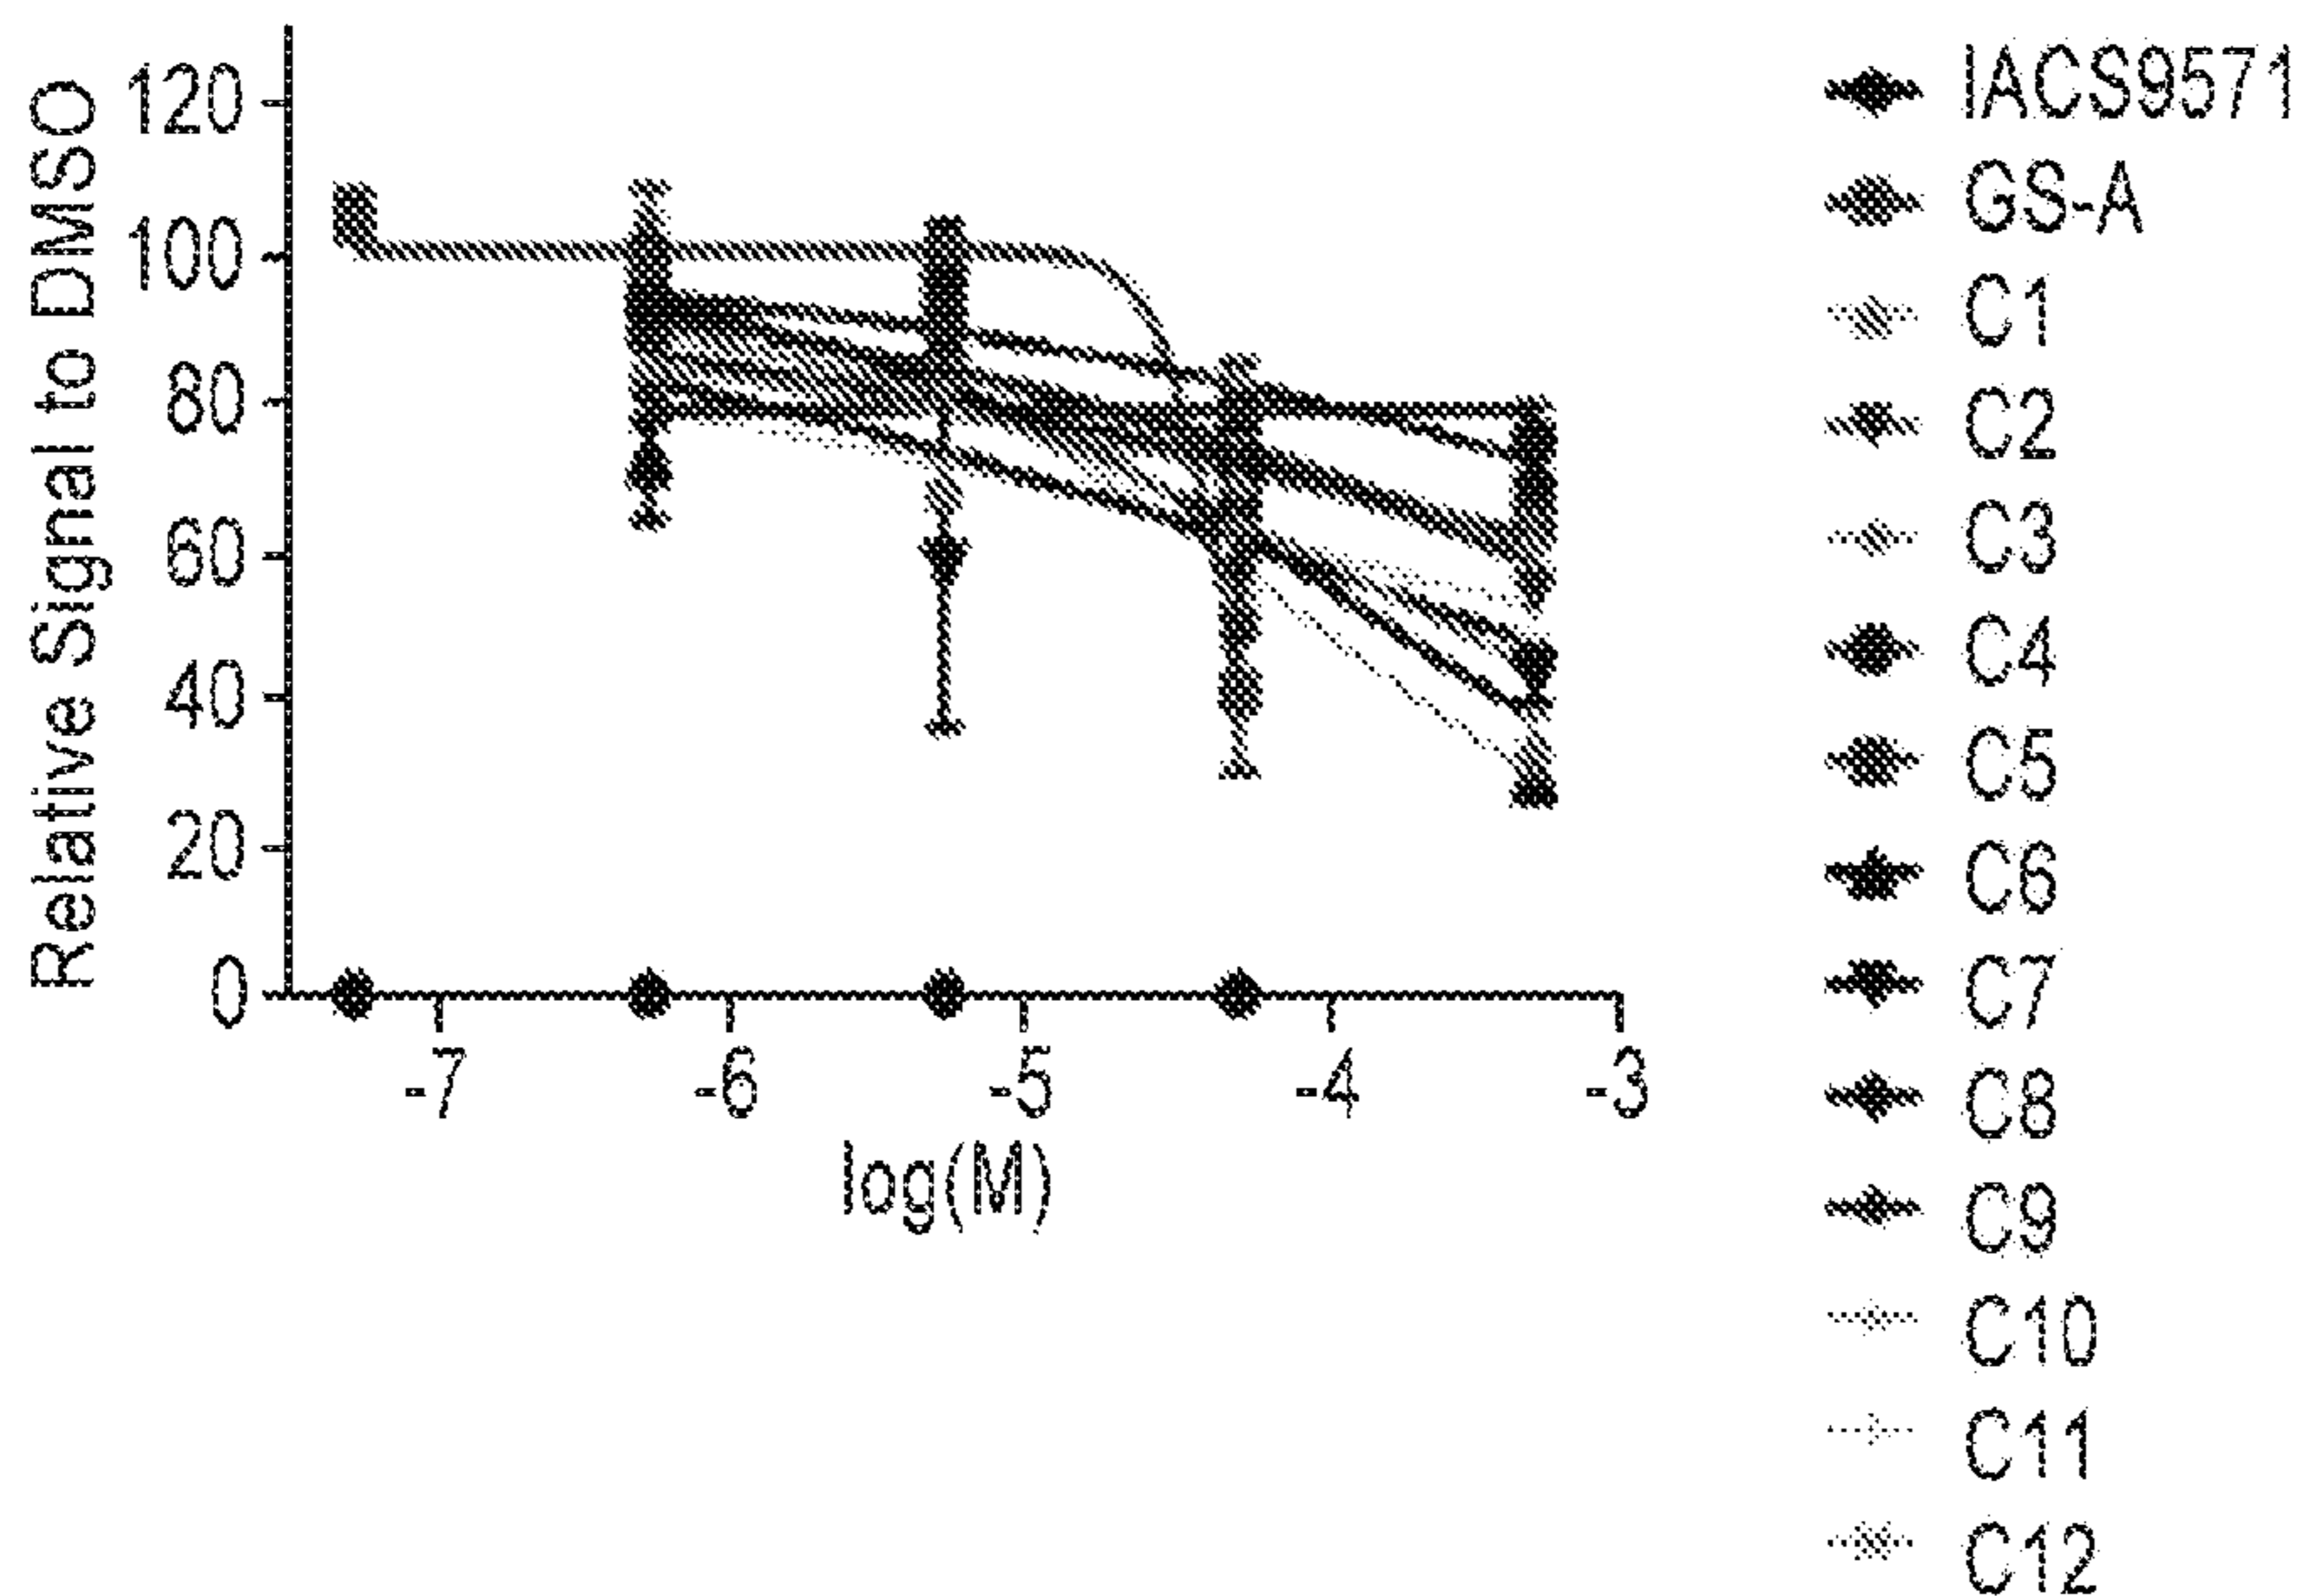 Relative Signal to DMSO
120
100
80
60
40
20
0
-7
-6
-5
-4
-3
log(M)
IACS9571
GS-A
C1
C2
C3
C4
C5
C6
C7
C8
C9
C10
C11
C12